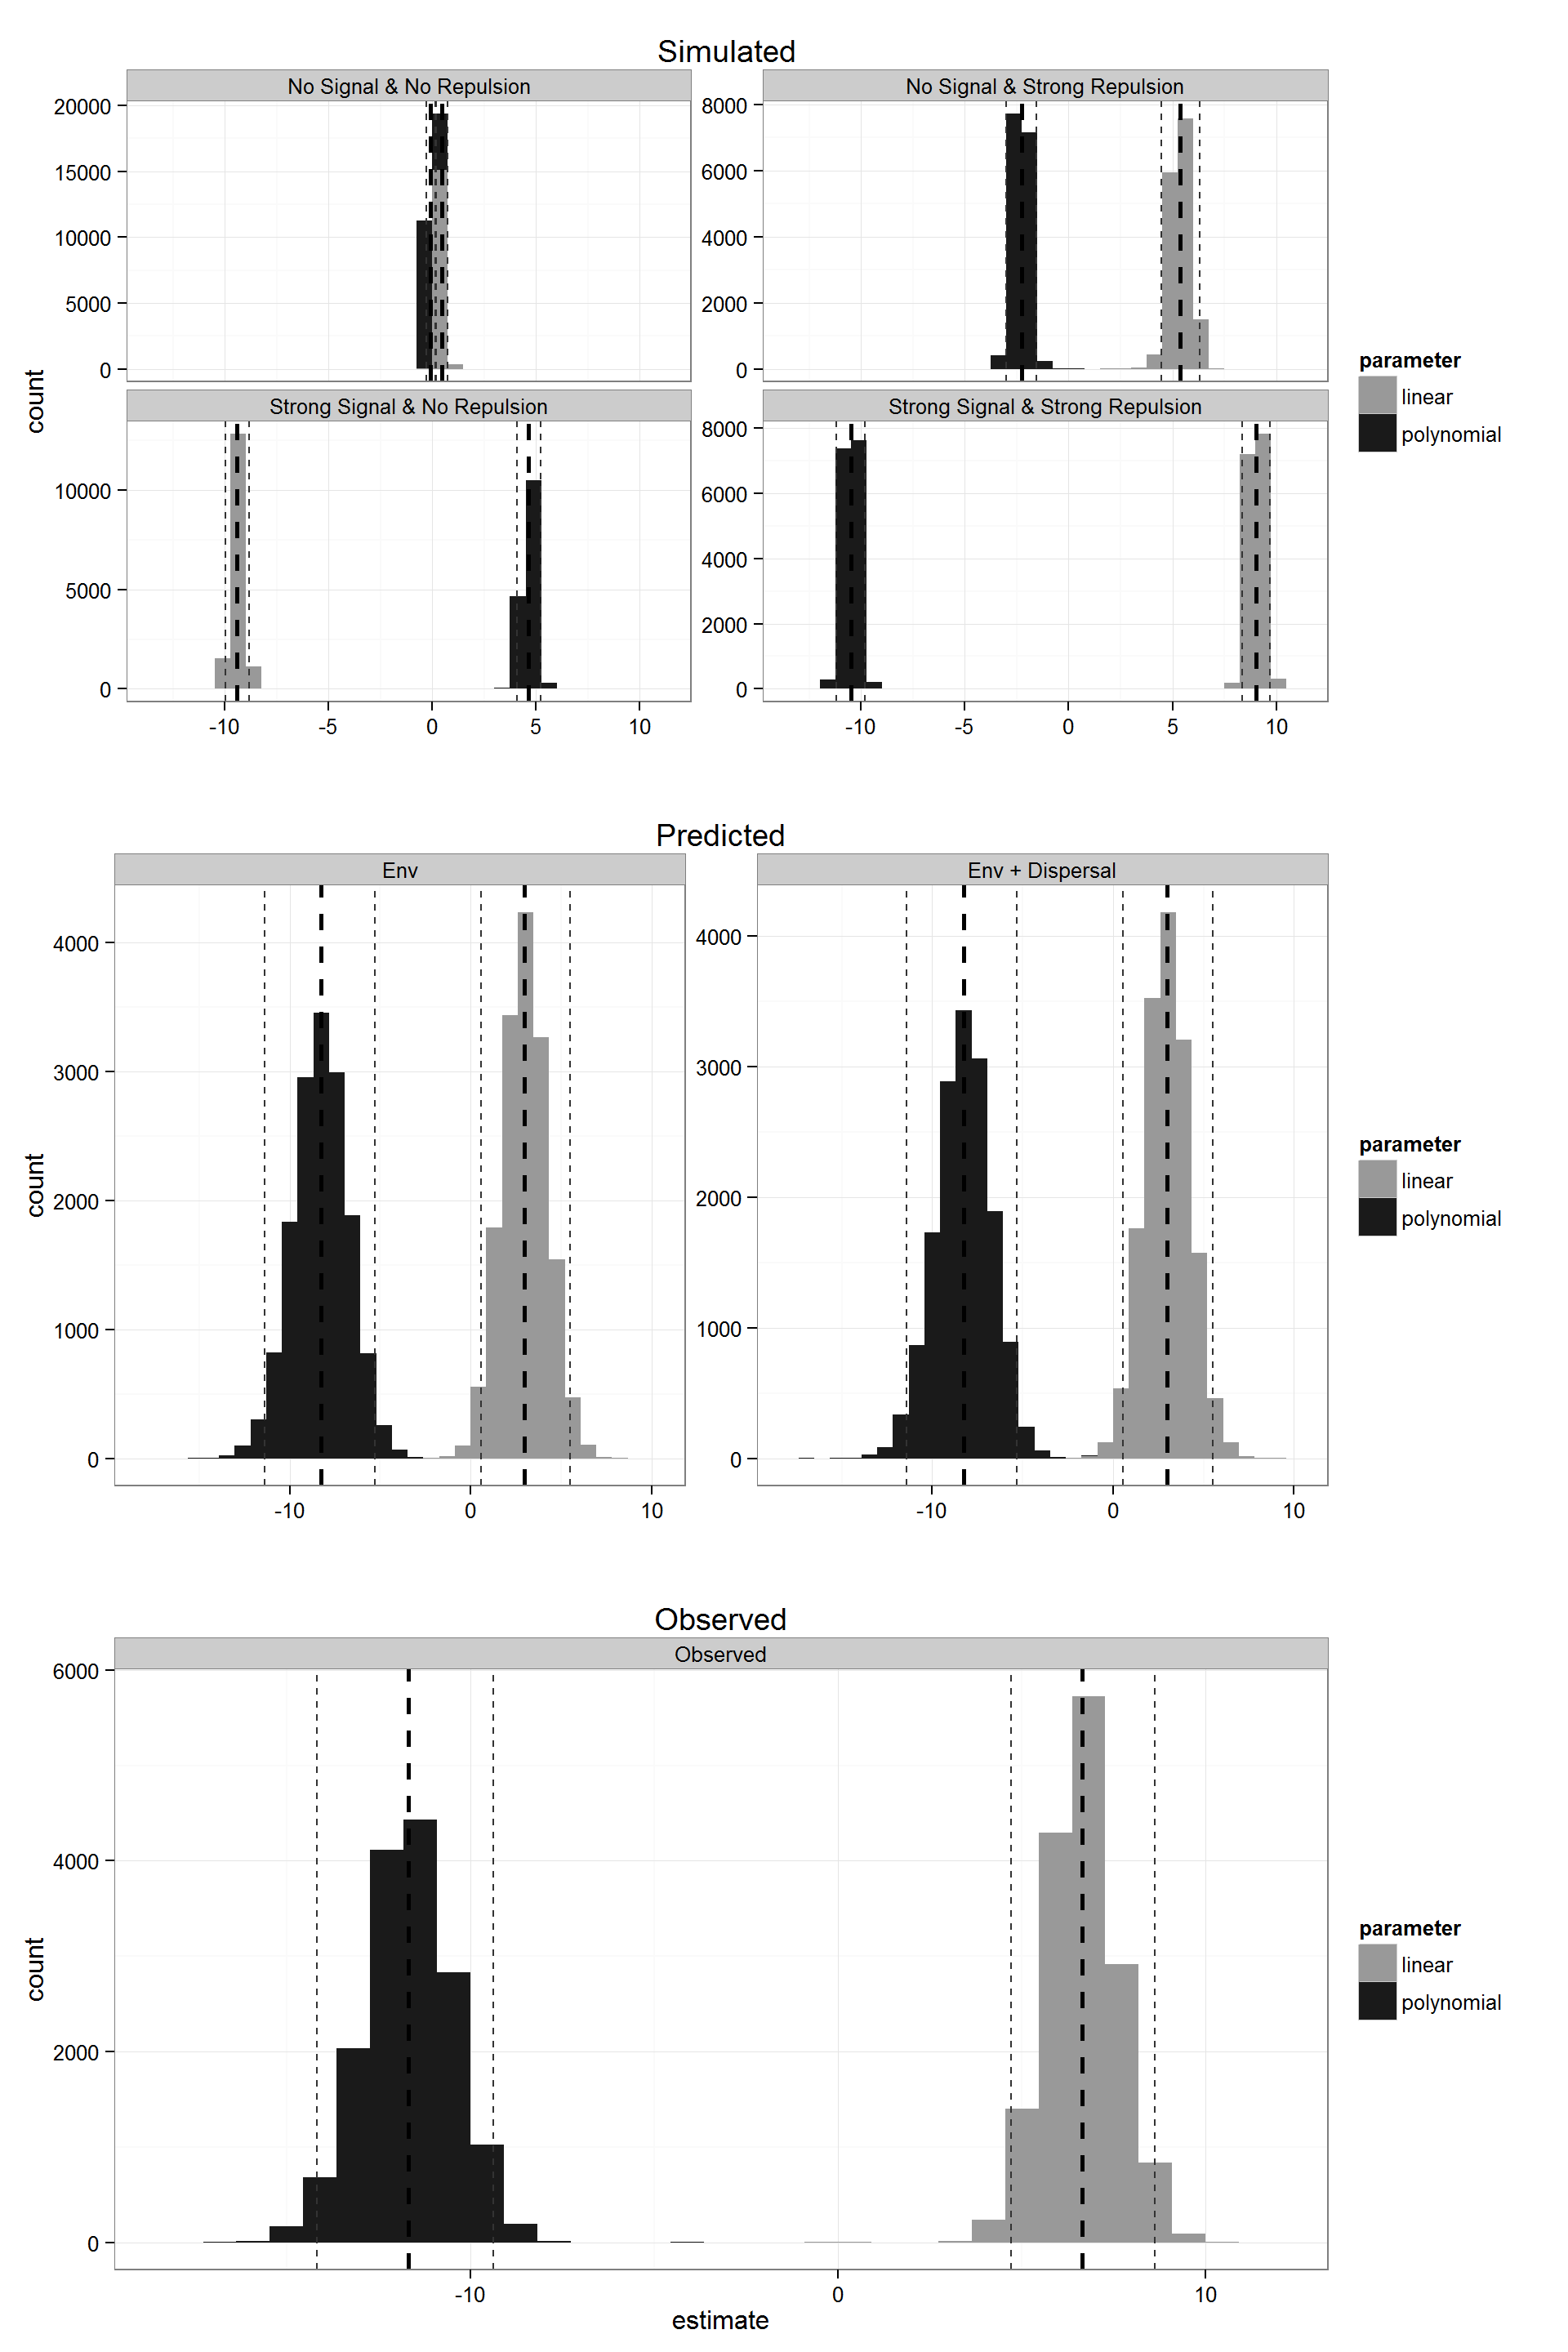 Simulated
No Signal & No Repulsion
No Signal & Strong Repulsion
20000
15000
10000
5000
0
8000
6000
4000
2000
0
Strong Signal & No Repulsion
Strong Signal & Strong Repulsion
10000
5000
0
8000
6000
4000
2000
0
-10 -5 0 5 10
-10 -5 0 5 10
count
parameter
linear
polynomial
Predicted
Env
Env + Dispersal
4000
3000
2000
1000
0
4000
3000
2000
1000
0
-10 0 10
-10 0 10
count
parameter
linear
polynomial
Observed
Observed
6000
4000
2000
0
-10 0 10
estimate
count
parameter
linear
polynomial